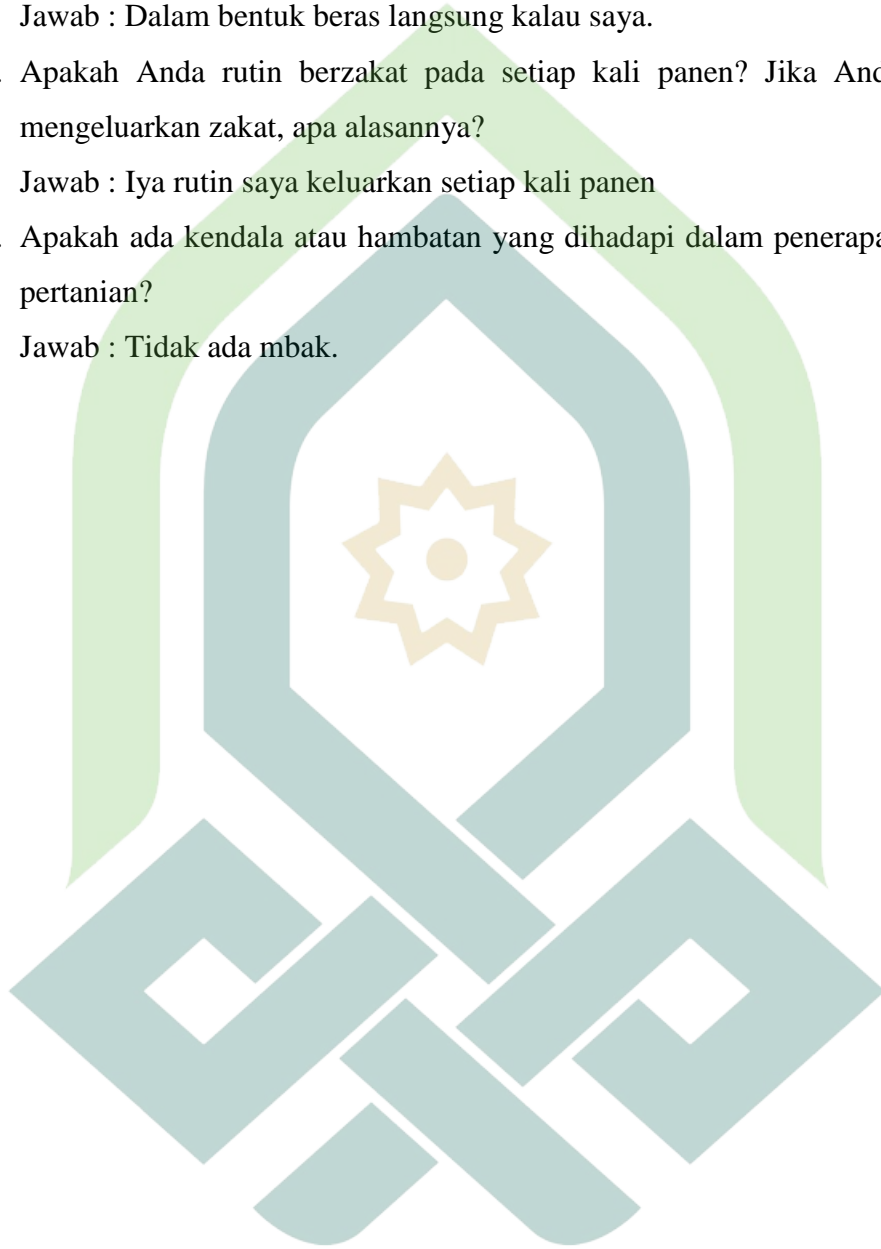 Jawab : Dalam bentuk beras langsung kalau saya.
. Apakah Anda rutin berzakat pada setiap kali panen? Jika
mengeluarkan zakat, apa alasannya?
Jawab : Iya rutin saya keluarkan setiap kali panen
. Apakah ada kendala atau hambatan yang dihadapi dalam
pertanian?
Jawab : Tidak ada mbak.